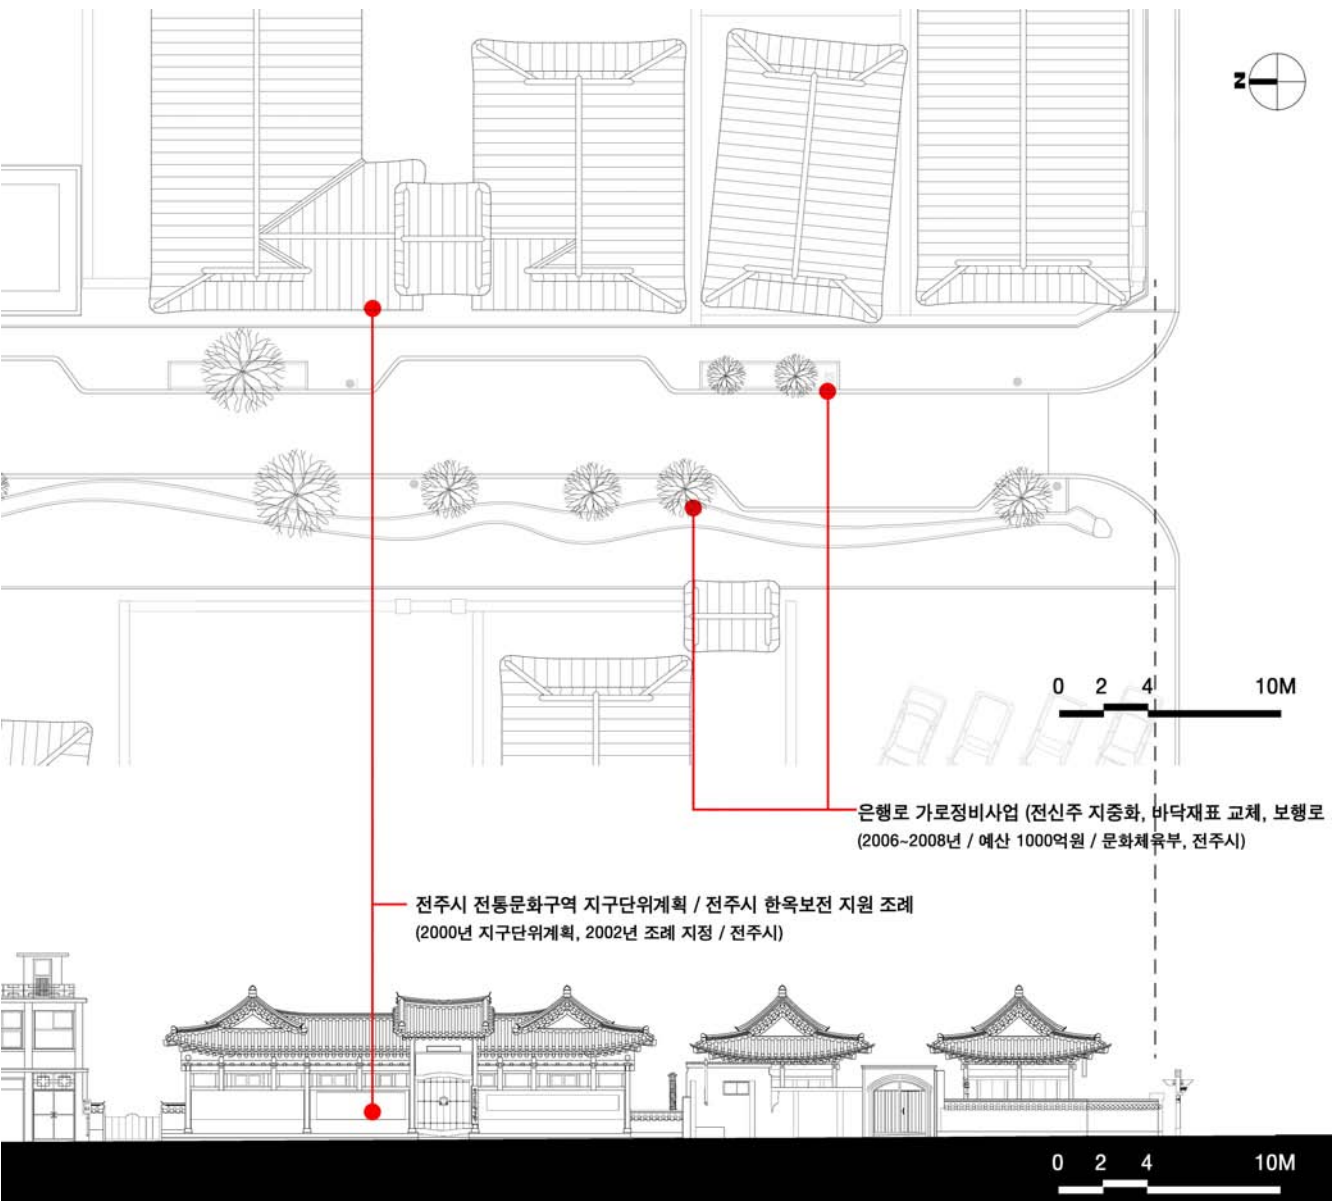 N
0 2 4 10M
은행로 가로정비사업 (전신주 지중화, 바닥재표 교체, 보행로
(2006~2008년 / 예산 1000억원 / 문화체육부, 전주시)
전주시 전통문화구역 지구단위계획 / 전주시 한옥보전 지원 조례
(2000년 지구단위계획, 2002년 조례 지정 / 전주시)
0 2 4 10M